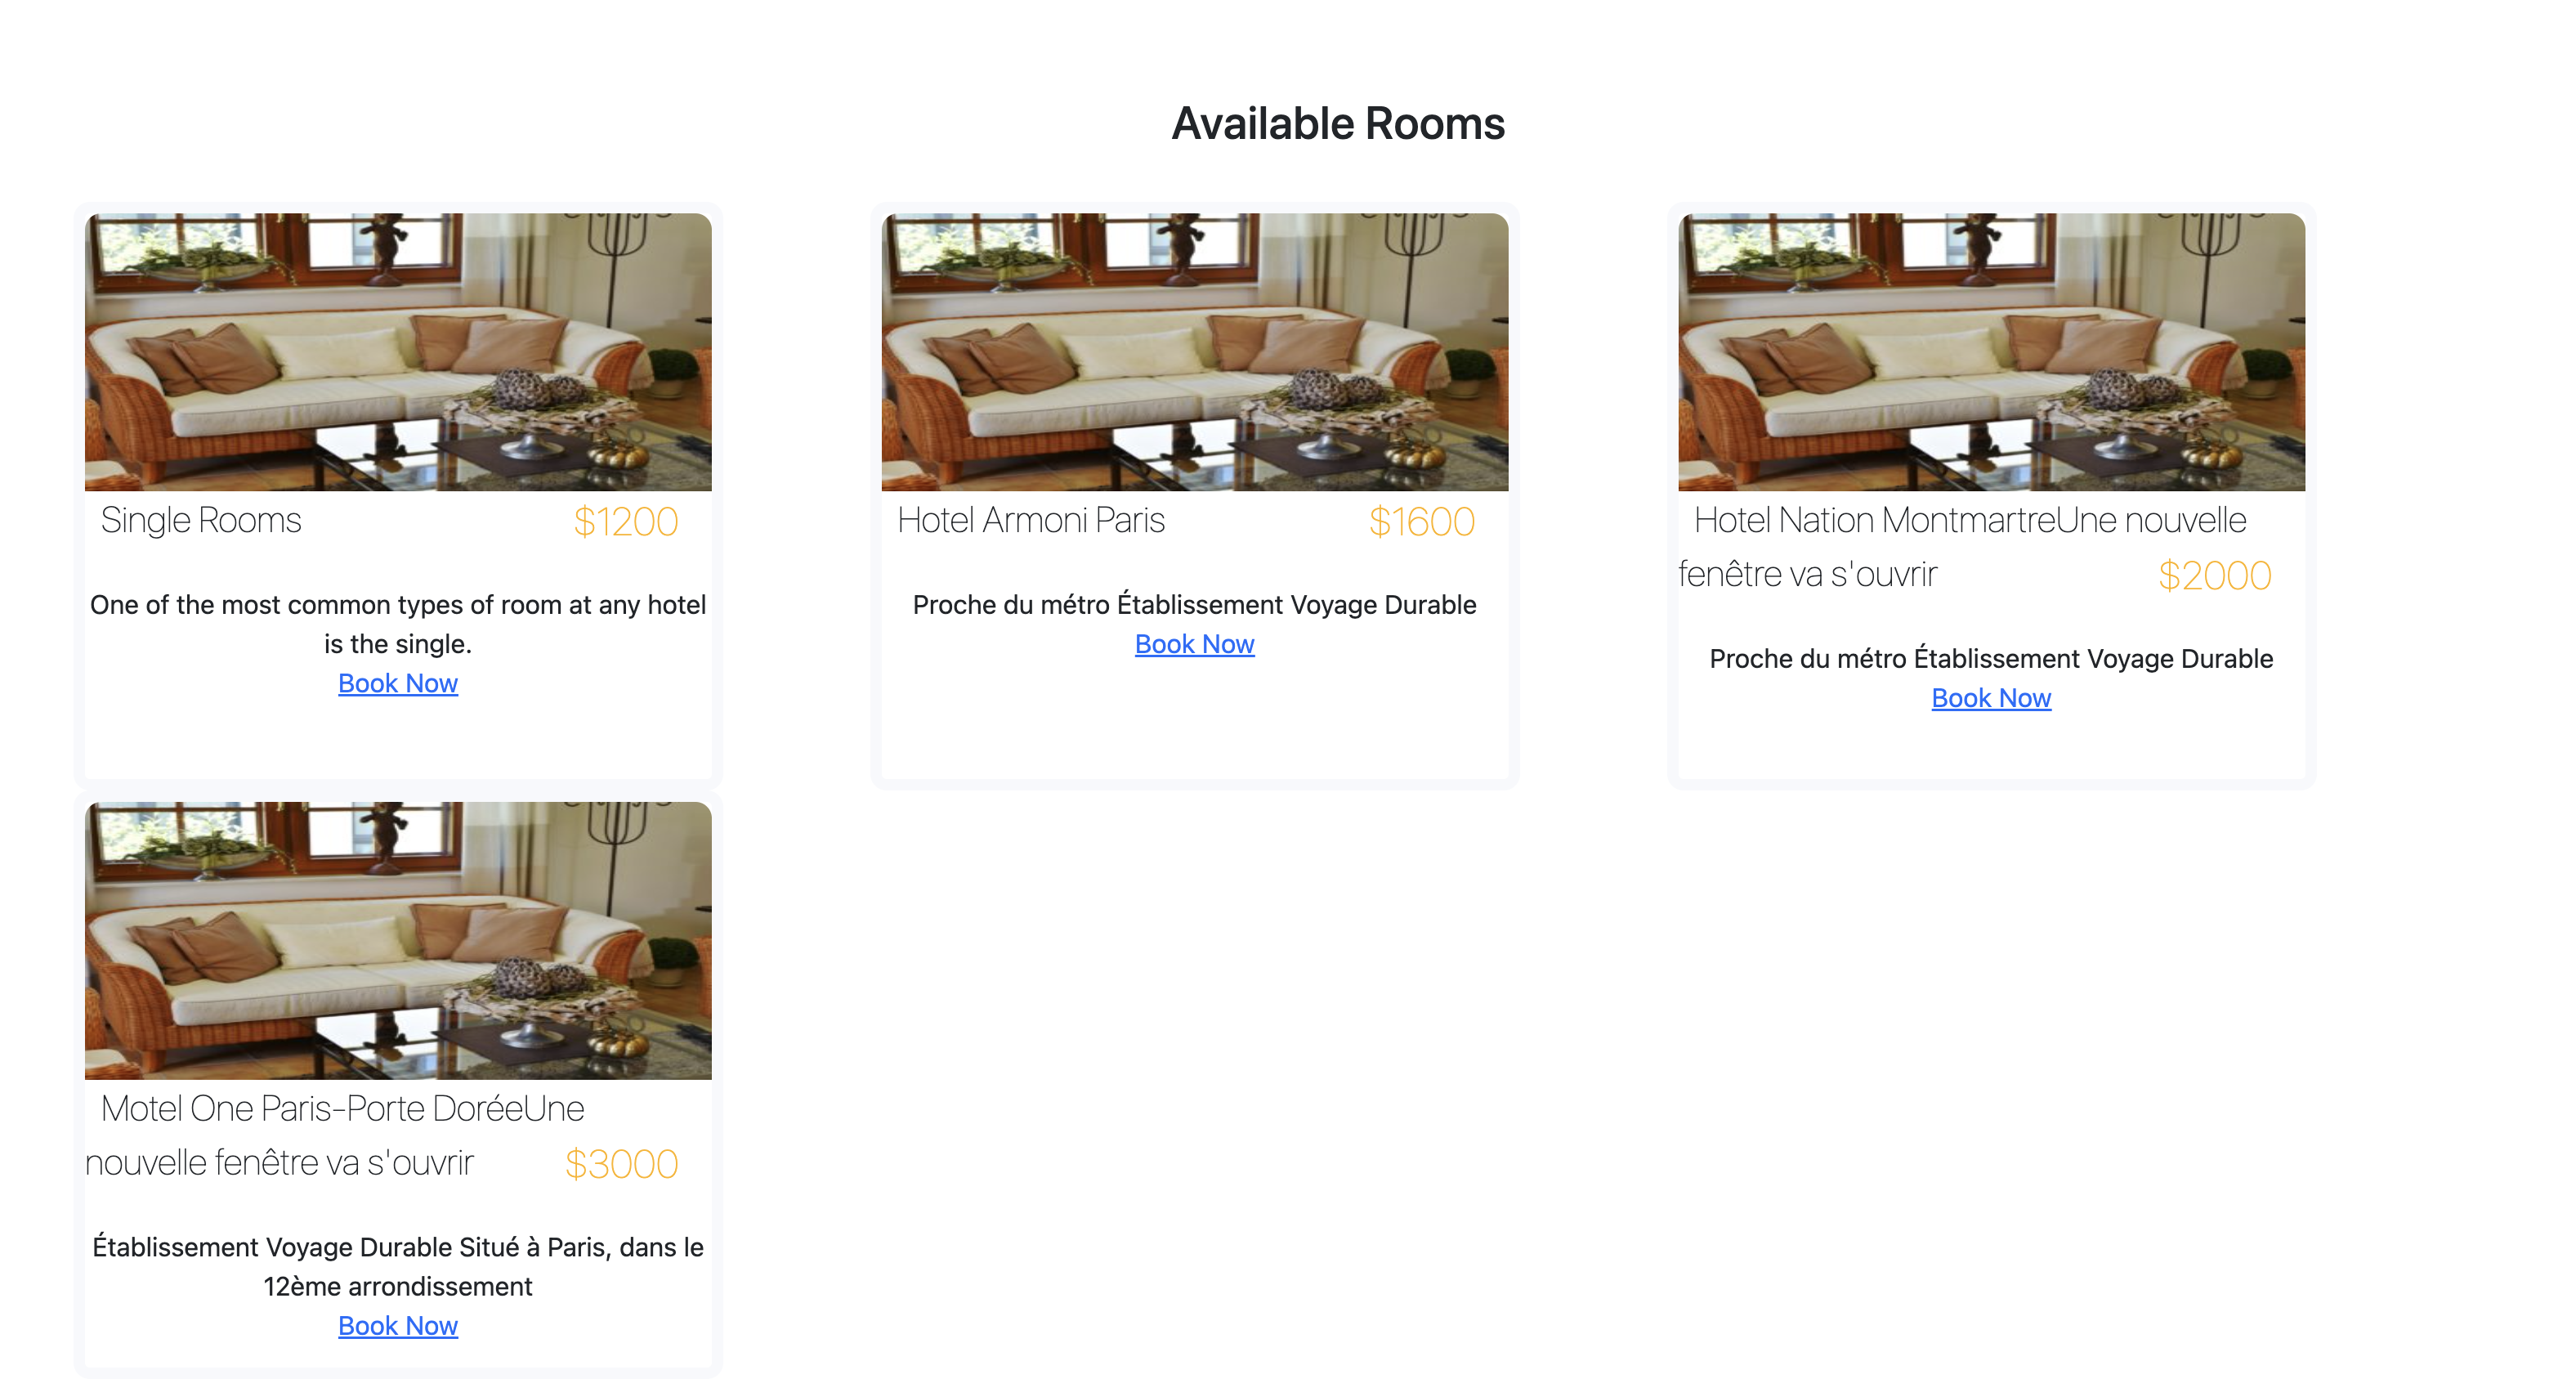 Available Rooms
Single Rooms $1200
One of the most common types of room at any hotel
is the single.
Book Now
Hotel Armoni Paris $1600
Proche du métro Établissement Voyage Durable
Book Now
Hotel Nation MontmartreUne nouvelle
fenêtre va s'ouvrir $2000
Proche du métro Établissement Voyage Durable
Book Now
Motel One Paris-Porte DoréeUne
nouvelle fenêtre va s'ouvrir $3000
Établissement Voyage Durable Situé à Paris, dans le
12ème arrondissement
Book Now